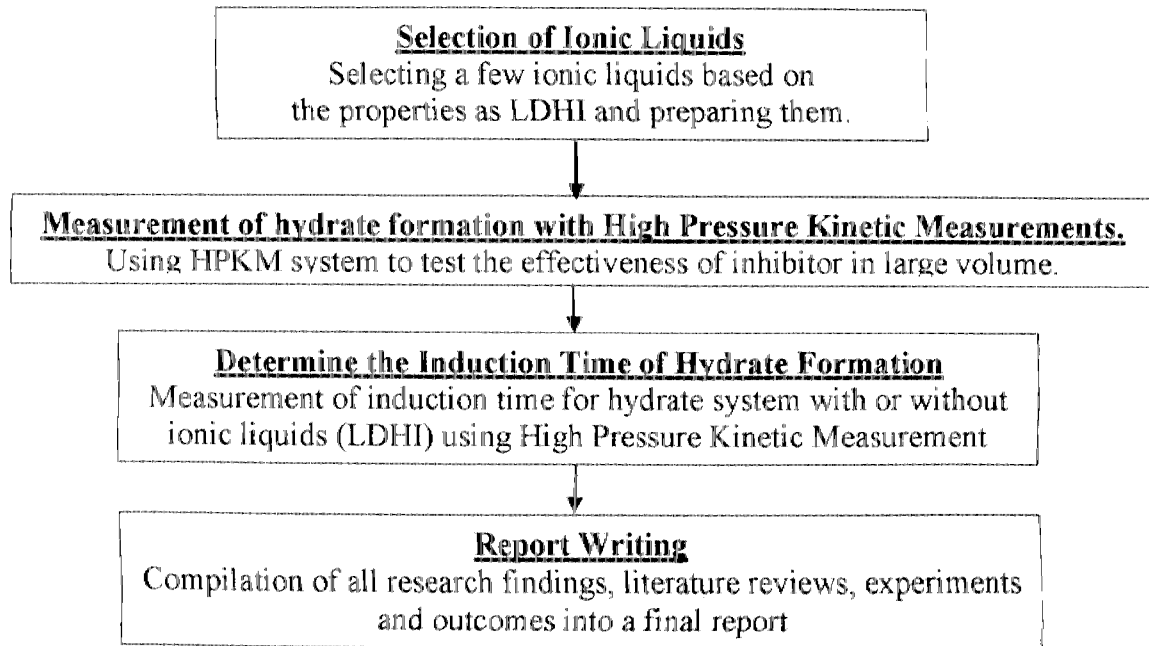 Selection of Ionic Liquids
Selecting a few ionic liquids based on
the properties as LDHI and preparing them.
Measurement of hydrate formation with High Pressure Kinetic Measurements.
Using HPKM system to test the effectiveness of inhibitor in large volume.
Determine the Induction Time of Hydrate Formation
Measurement of induction time for hydrate system with or without
ionic liquids (LDHI) using High Pressure Kinetic Measurement
Report Writing
Compilation of all research findings, literature reviews, experiments
and outcomes into a final report